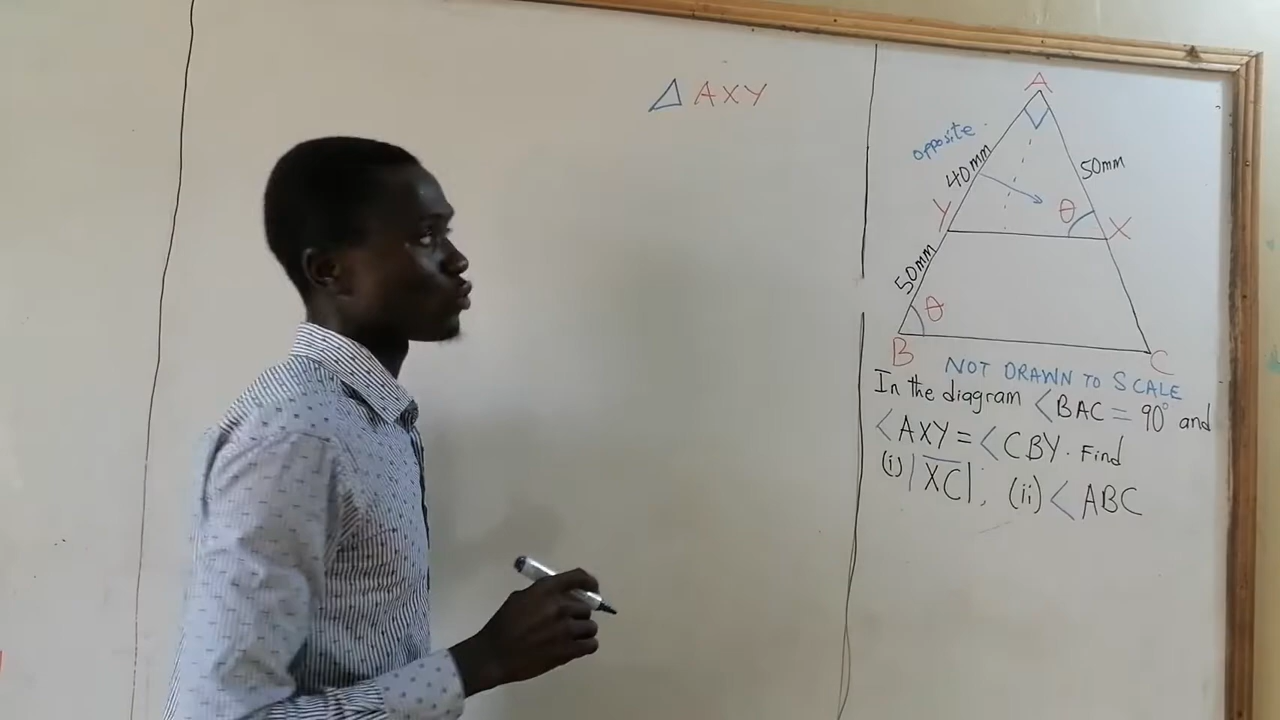 △ AXY
A
opposite
40mm
50mm
Y
θ
X
50mm
θ
B
C
NOT DRAWN TO SCALE
In the diagram <BAC = 90° and
<AXY = <CBY. Find
(i) |X̅C̅|, (ii) <ABC